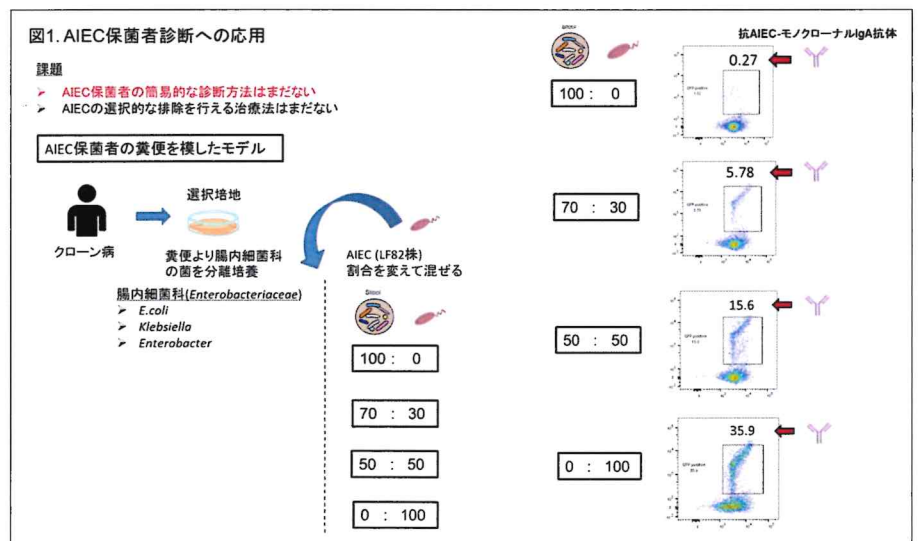 図1. AIEC保菌者診断への応用
課題
➢ AIEC保菌者の簡易的な診断方法はまだない
➢ AIECの選択的な排除を行える治療法はまだない
AIEC保菌者の糞便を模したモデル
クローン病
選択培地
糞便より腸内細菌科
の菌を分離培養
腸内細菌科(Enterobacteriaceae)
➢ E.coli
➢ Klebsiella
➢ Enterobacter
AIEC (LF82株)
割合を変えて混ぜる
100 : 0
70 : 30
50 : 50
0 : 100
抗AIEC-モノクローナルIgA抗体
100 : 0
0.27
70 : 30
5.78
50 : 50
15.6
0 : 100
35.9